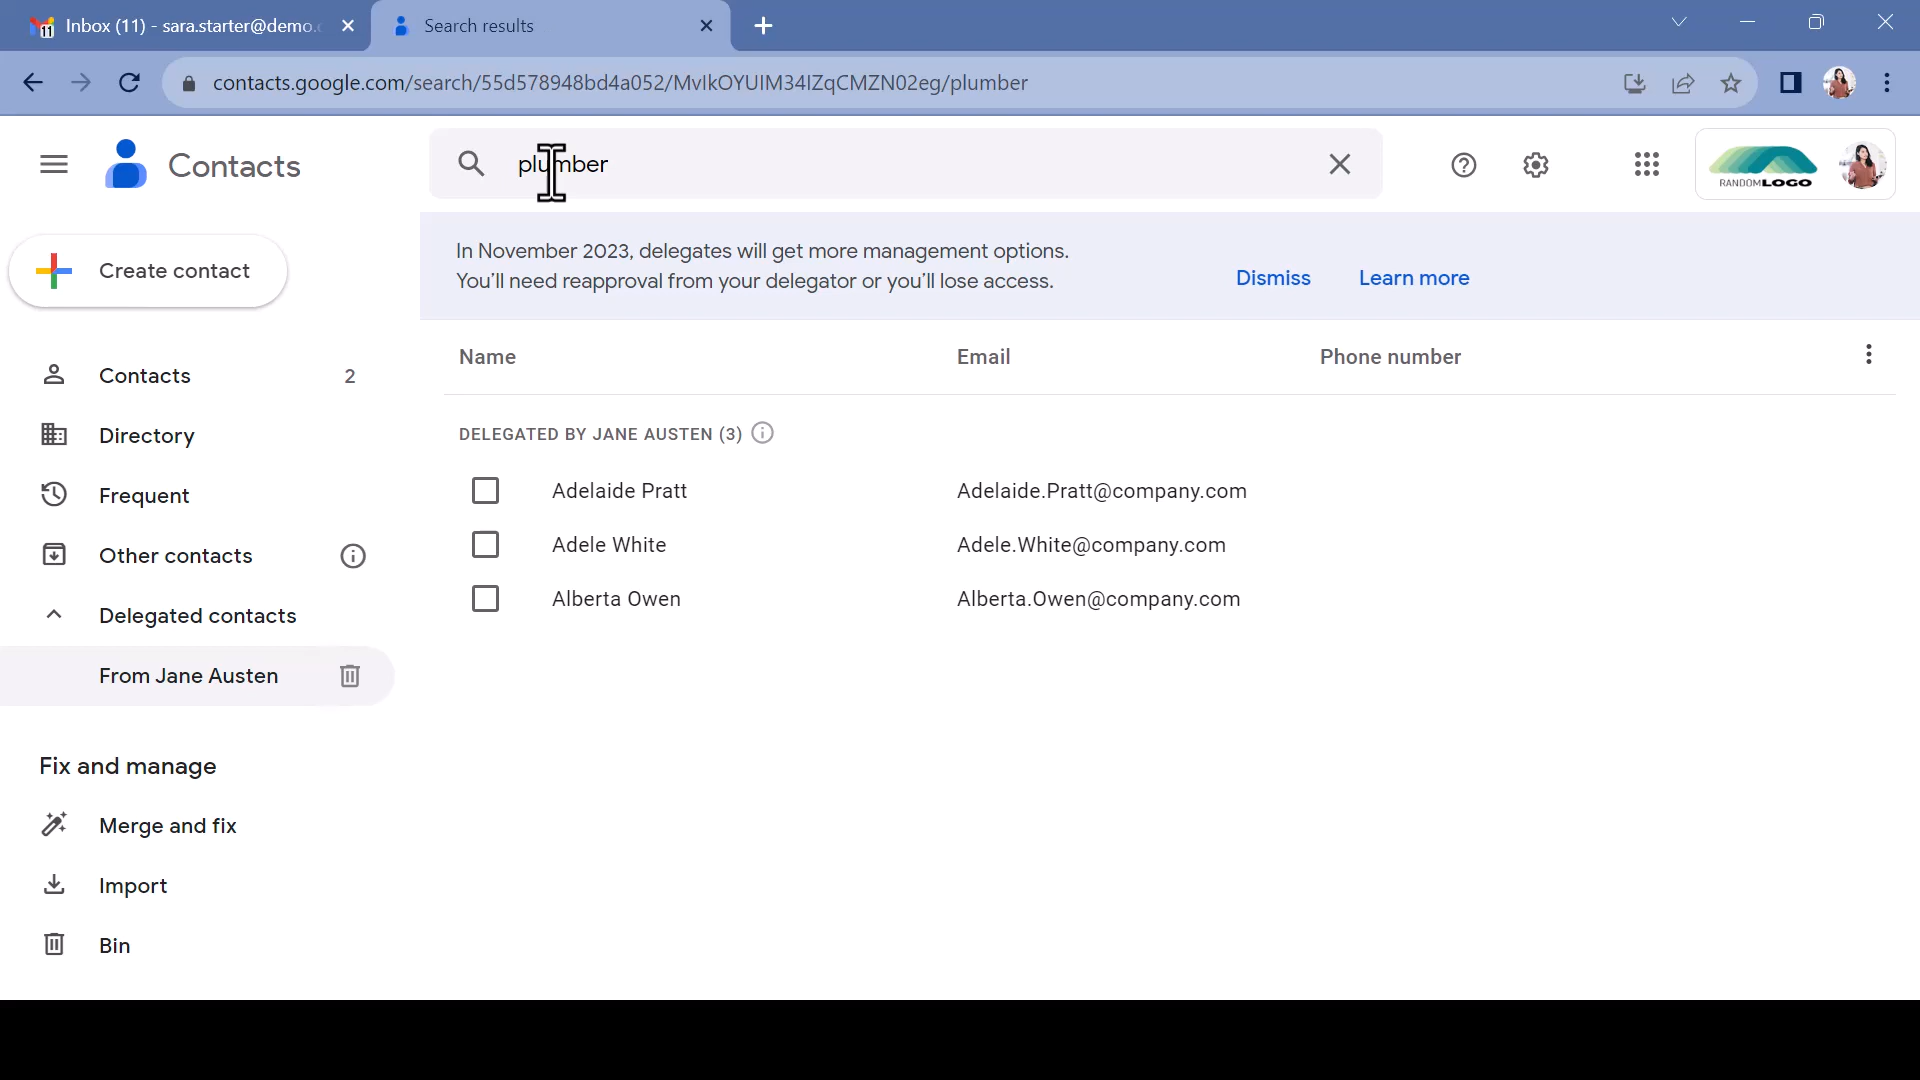 Inbox (11) - sara.starter@demo.c
Search results
contacts.google.com/search/55d578948bd4a052/MvlkOYUIM34IZqCMZN02eg/plumber
Contacts
plumber
RANDOMLOGO
In November 2023, delegates will get more management options.
You'll need reapproval from your delegator or you'll lose access.
Dismiss
Learn more
Create contact
Name
Email
Phone number
Contacts
2
Directory
Frequent
Other contacts
Delegated contacts
From Jane Austen
DELEGATED BY JANE AUSTEN (3)
Adelaide Pratt
Adelaide.Pratt@company.com
Adele White
Adele.White@company.com
Alberta Owen
Alberta.Owen@company.com
Fix and manage
Merge and fix
Import
Bin